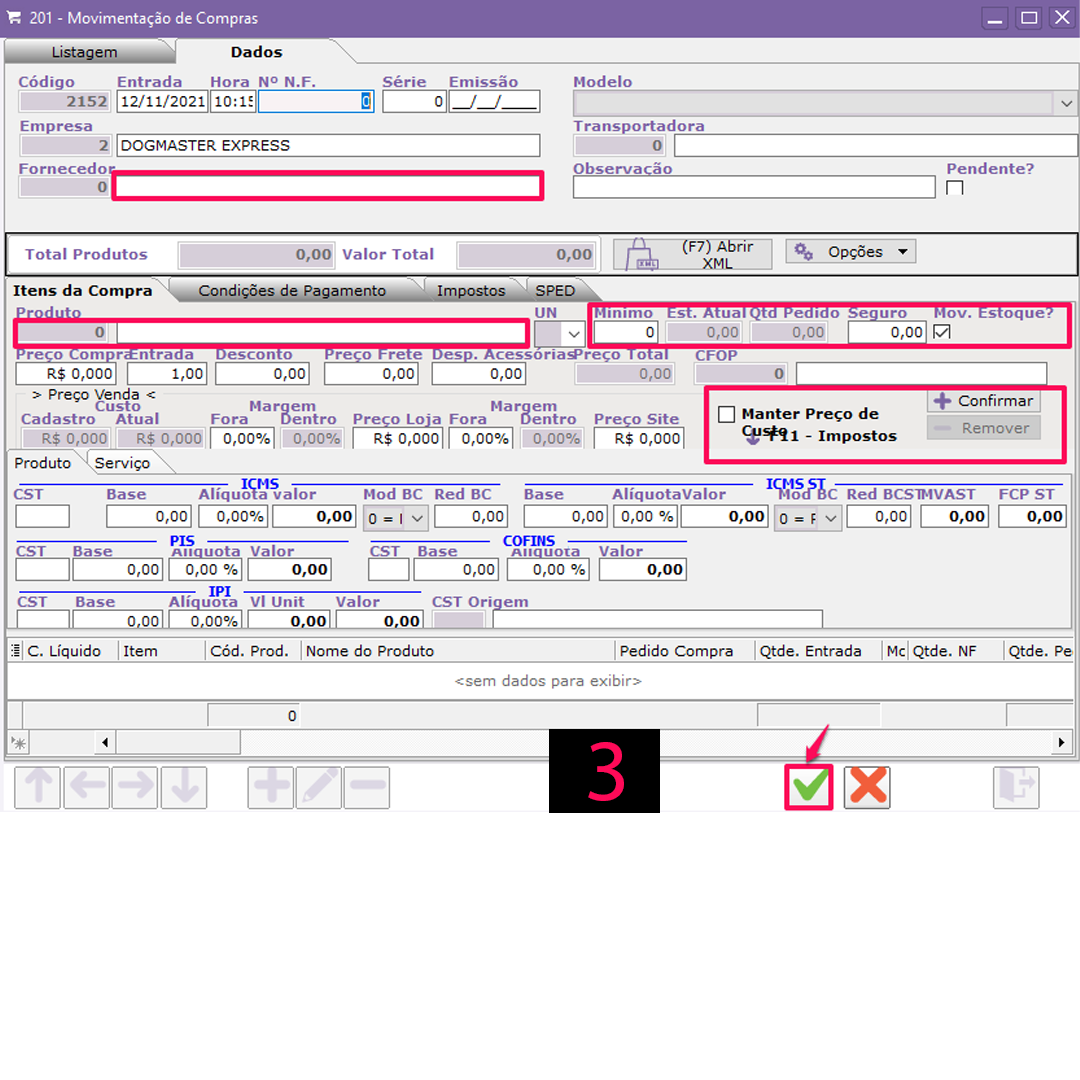 201 - Movimentação de Compras
Listagem Dados
Código Entrada Hora Nº N.F. Série Emissão Modelo
2152 12/11/2021 10:15 0 0 __/__/____
Empresa Transportadora
2 DOGMASTER EXPRESS 0
Fornecedor Observação Pendente?
0
Total Produtos 0,00 Valor Total 0,00 XML (F7) Abrir XML Opções
Itens da Compra Condições de Pagamento Impostos SPED
Produto UN Minimo Est. Atual Qtd Pedido Seguro Mov. Estoque?
0 0 0,00 0,00 0,00
Preço Compra Entrada Desconto Preço Frete Desp. Acessórias Preço Total CFOP
R$ 0,000 1,00 0,00 0,00 0,00 0,00 0
> Preço Venda <
Custo Margem Margem
Cadastro Atual Fora Dentro Preço Loja Fora Dentro Preço Site
R$ 0,000 R$ 0,000 0,00% 0,00% R$ 0,000 0,00% 0,00% R$ 0,000
Manter Preço de Custo
F11 - Impostos
Confirmar
Remover
Produto Serviço
ICMS ICMS ST
CST Base Alíquota valor Mod BC Red BC Base Alíquota Valor Mod BC Red BCST MVAST FCP ST
0,00 0,00% 0,00 0 = 0,00 0,00 0,00 % 0,00 0 = 0,00 0,00 0,00
PIS COFINS
CST Base Alíquota Valor CST Base Alíquota Valor
0,00 0,00 % 0,00 0,00 0,00 % 0,00
IPI
CST Base Alíquota Vl Unit Valor CST Origem
0,00 0,00% 0,00 0,00
C. Líquido Item Cód. Prod. Nome do Produto Pedido Compra Qtde. Entrada Mc Qtde. NF Qtde. Pe
<sem dados para exibir>
0
3